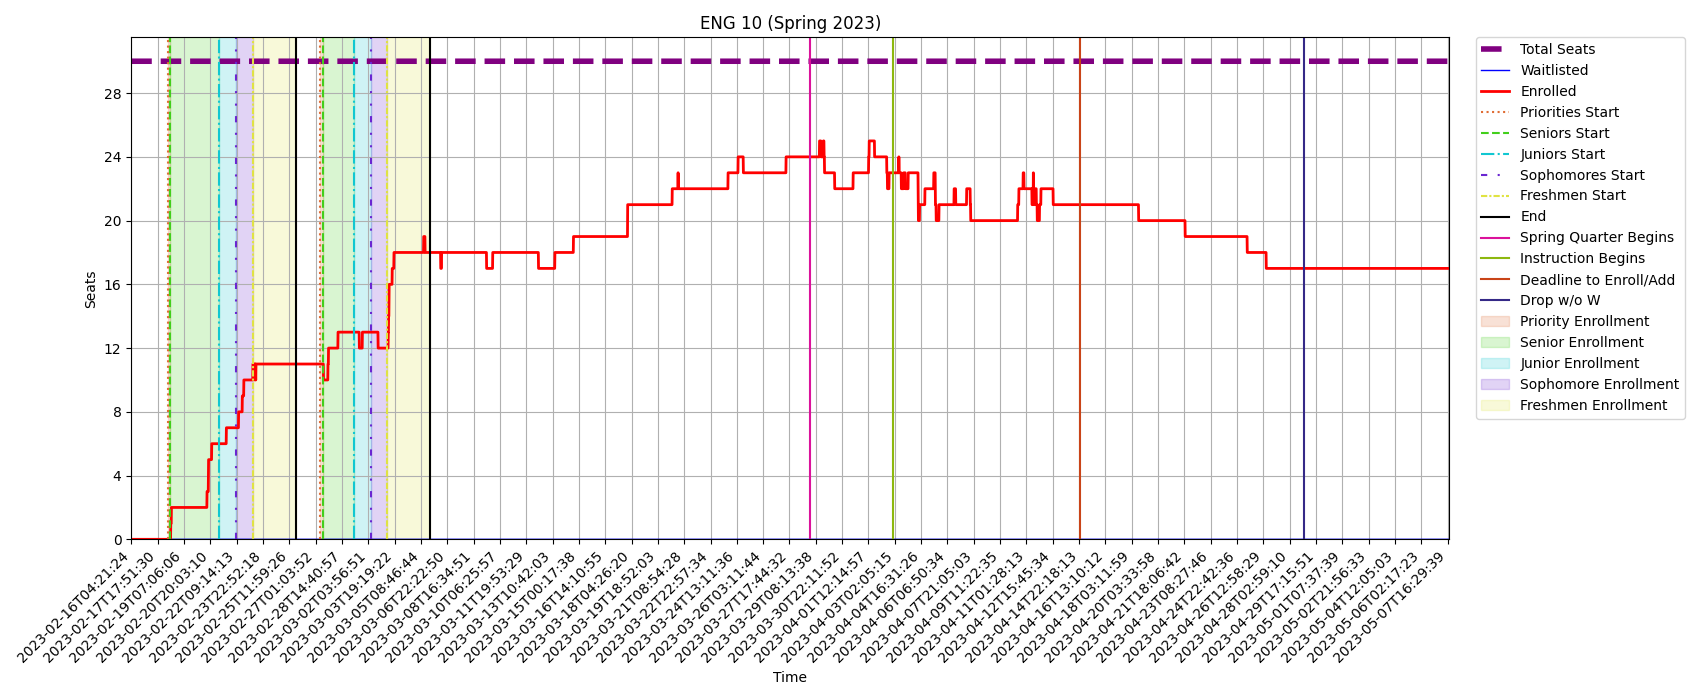 ENG 10 (Spring 2023)
Seats
28
24
20
16
12
8
4
0
2023-02-16T04:21:24
2023-02-17T17:51:30
2023-02-19T07:06:06
2023-02-20T20:03:10
2023-02-22T09:14:13
2023-02-23T22:52:18
2023-02-25T11:59:26
2023-02-27T01:03:52
2023-02-28T14:40:57
2023-03-02T03:56:51
2023-03-03T19:19:22
2023-03-05T08:46:44
2023-03-06T22:22:50
2023-03-08T16:34:51
2023-03-10T06:25:57
2023-03-11T19:53:29
2023-03-13T10:42:03
2023-03-15T00:17:38
2023-03-16T14:10:55
2023-03-18T04:26:20
2023-03-19T18:52:03
2023-03-21T08:54:28
2023-03-22T22:57:34
2023-03-24T13:11:36
2023-03-26T03:11:44
2023-03-27T17:44:32
2023-03-29T08:13:38
2023-03-30T22:11:52
2023-04-01T12:14:57
2023-04-03T02:05:15
2023-04-04T16:31:26
2023-04-06T06:50:34
2023-04-07T21:05:03
2023-04-09T11:22:35
2023-04-11T01:28:13
2023-04-12T15:45:34
2023-04-14T22:18:13
2023-04-16T13:10:12
2023-04-18T03:11:59
2023-04-20T03:33:58
2023-04-21T18:06:42
2023-04-23T08:27:46
2023-04-24T22:42:36
2023-04-26T12:58:29
2023-04-28T02:59:10
2023-04-29T17:15:51
2023-05-01T07:37:39
2023-05-02T21:56:33
2023-05-04T12:05:03
2023-05-06T02:17:23
2023-05-07T16:29:39
Time
Total Seats
Waitlisted
Enrolled
Priorities Start
Seniors Start
Juniors Start
Sophomores Start
Freshmen Start
End
Spring Quarter Begins
Instruction Begins
Deadline to Enroll/Add
Drop w/o W
Priority Enrollment
Senior Enrollment
Junior Enrollment
Sophomore Enrollment
Freshmen Enrollment